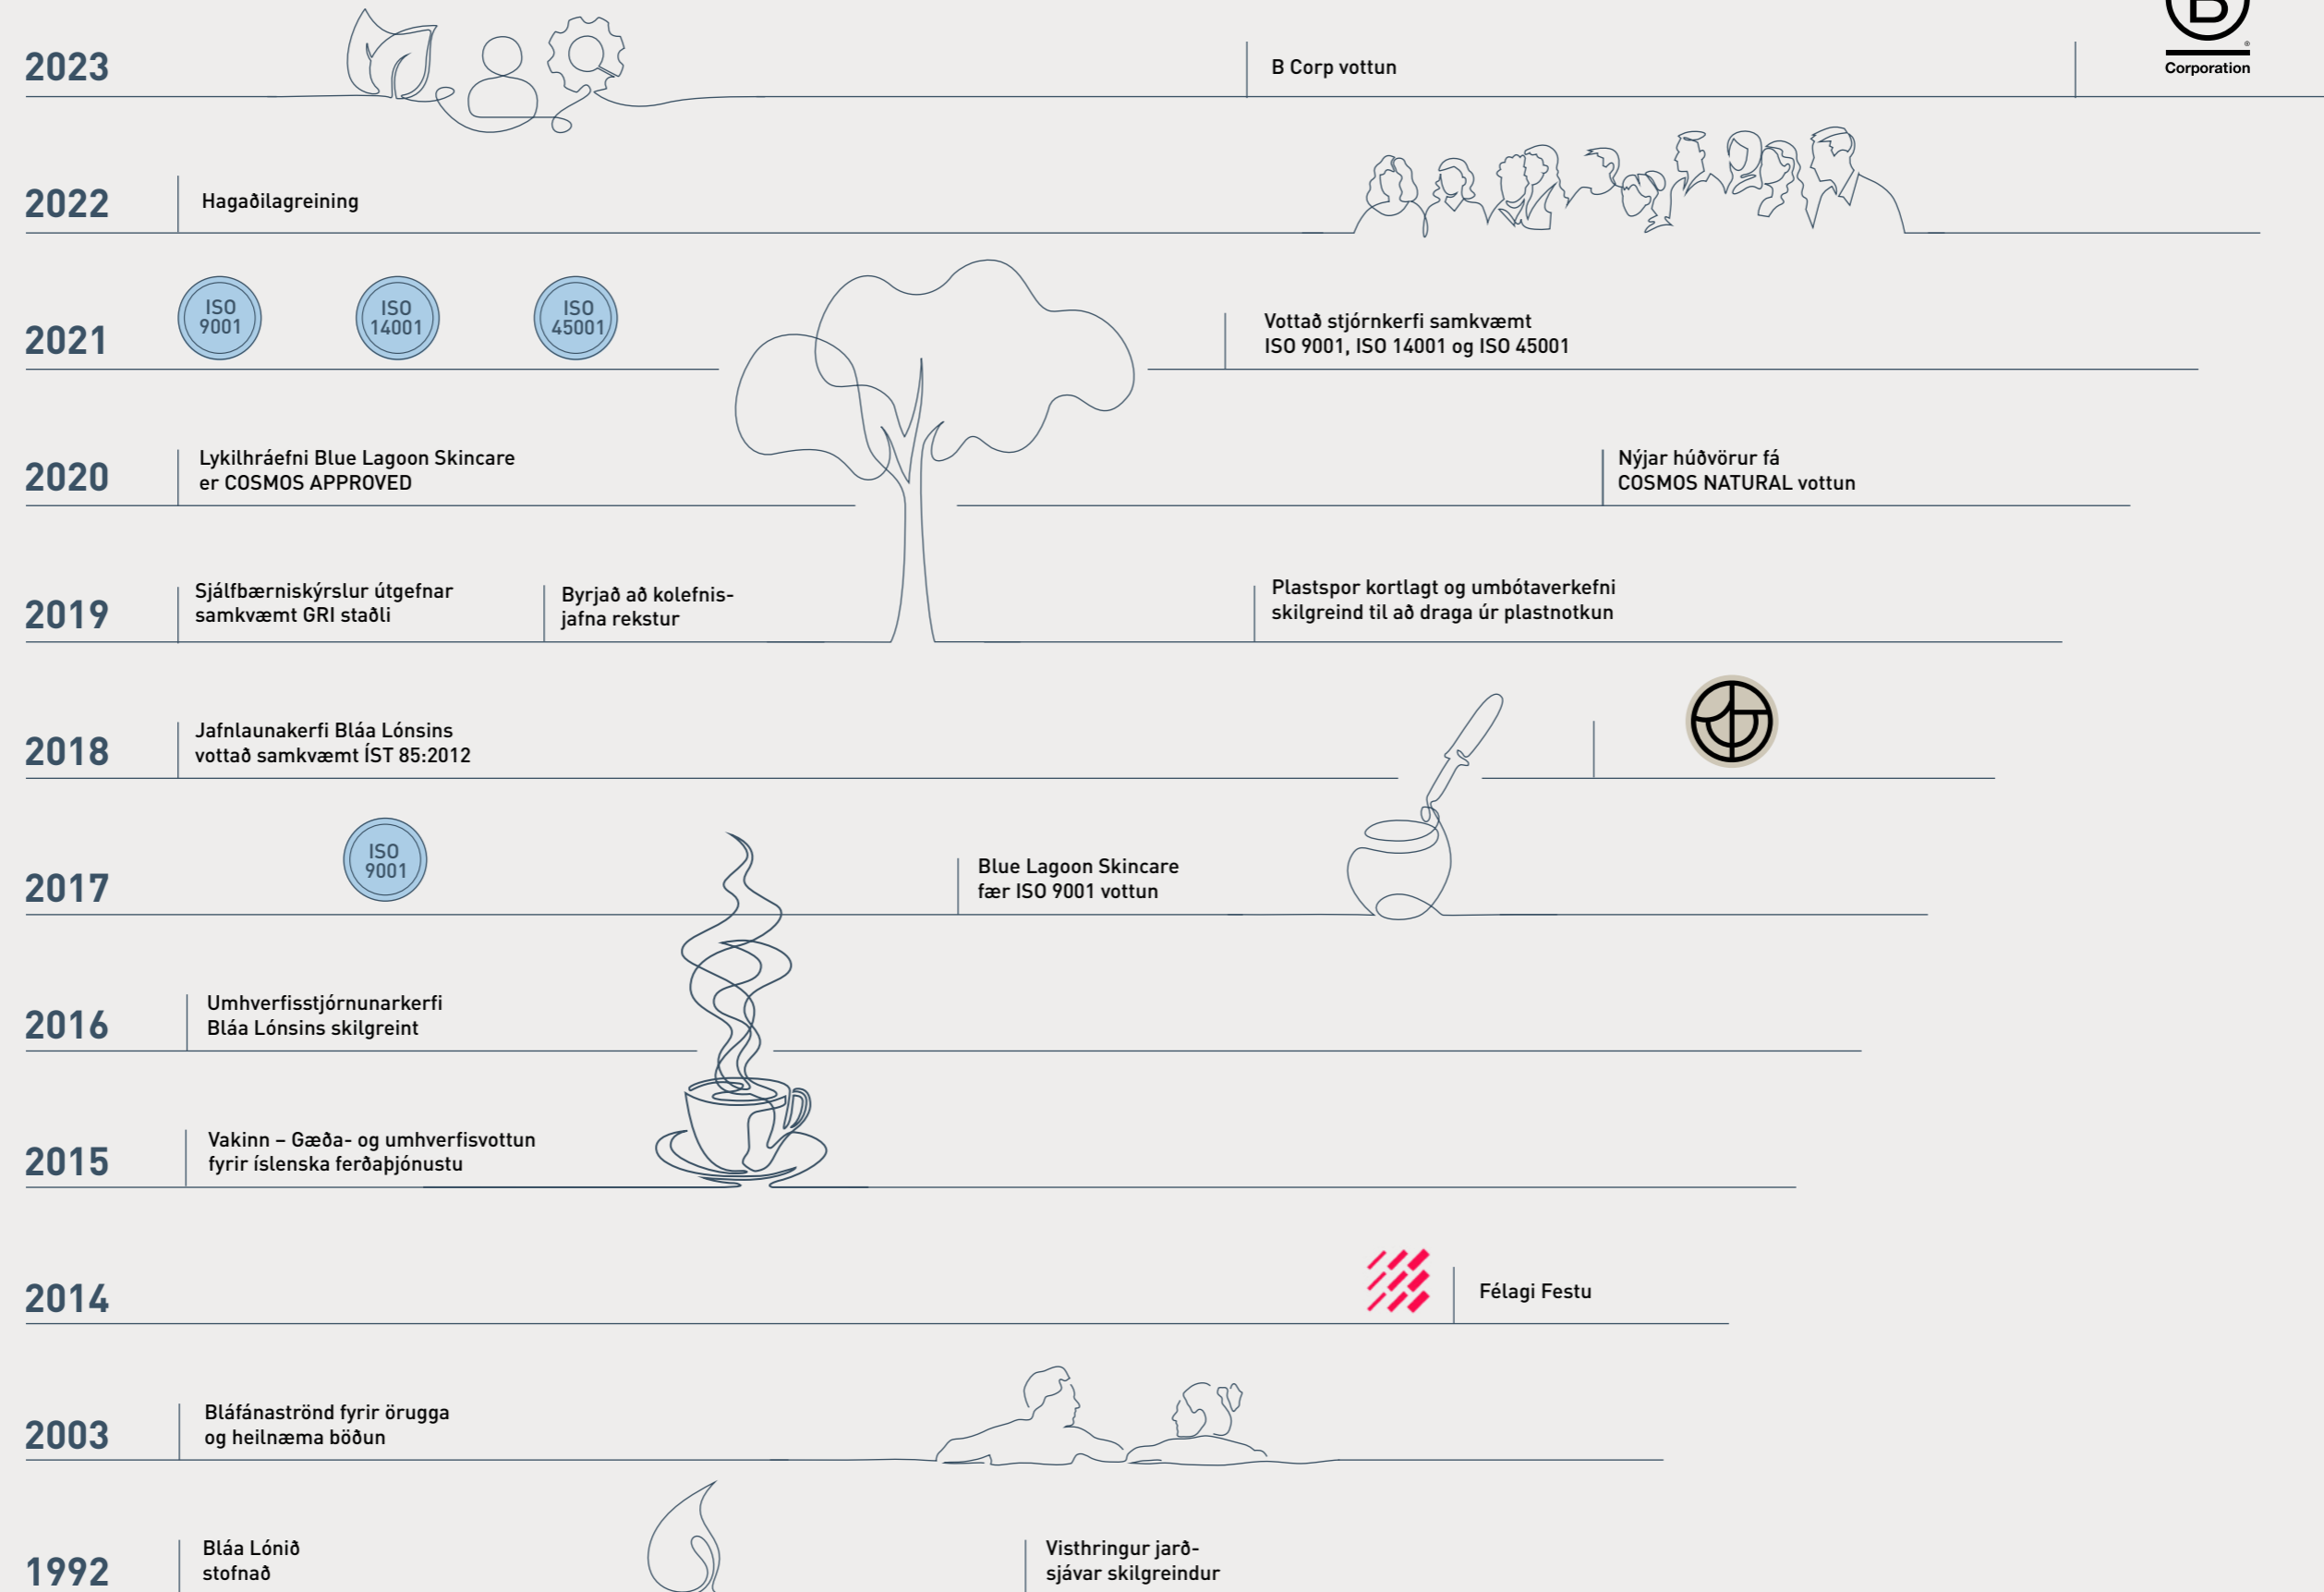 2023
B Corp vottun
B
®
Corporation
2022
Hagaðilagreining
2021
ISO
9001
ISO
14001
ISO
45001
Vottað stjórnkerfi samkvæmt
ISO 9001, ISO 14001 og ISO 45001
2020
Lykilhráefni Blue Lagoon Skincare
er COSMOS APPROVED
Nýjar húðvörur fá
COSMOS NATURAL vottun
2019
Sjálfbærniskýrslur útgefnar
samkvæmt GRI staðli
Byrjað að kolefnis-
jafna rekstur
Plastspor kortlagt og umbótaverkefni
skilgreind til að draga úr plastnotkun
2018
Jafnlaunakerfi Bláa Lónsins
vottað samkvæmt ÍST 85:2012
2017
ISO
9001
Blue Lagoon Skincare
fær ISO 9001 vottun
2016
Umhverfisstjórnunarkerfi
Bláa Lónsins skilgreint
2015
Vakinn – Gæða- og umhverfisvottun
fyrir íslenska ferðaþjónustu
2014
Félagi Festu
2003
Bláfánaströnd fyrir örugga
og heilnæma böðun
1992
Bláa Lónið
stofnað
Visthringur jarð-
sjávar skilgreindur